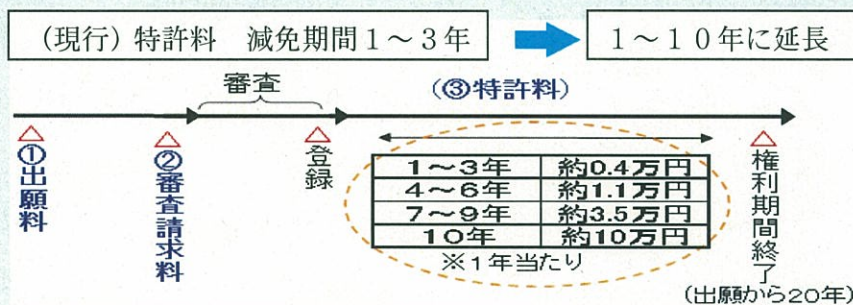 (現行)特許料 減免期間1～3年
1～10年に延長
審査
(③特許料)
①出願料
②審査請求料
登録
1～3年 約0.4万円
4～6年 約1.1万円
7～9年 約3.5万円
10年 約10万円
※1年当たり
権利期間終了
(出願から20年)